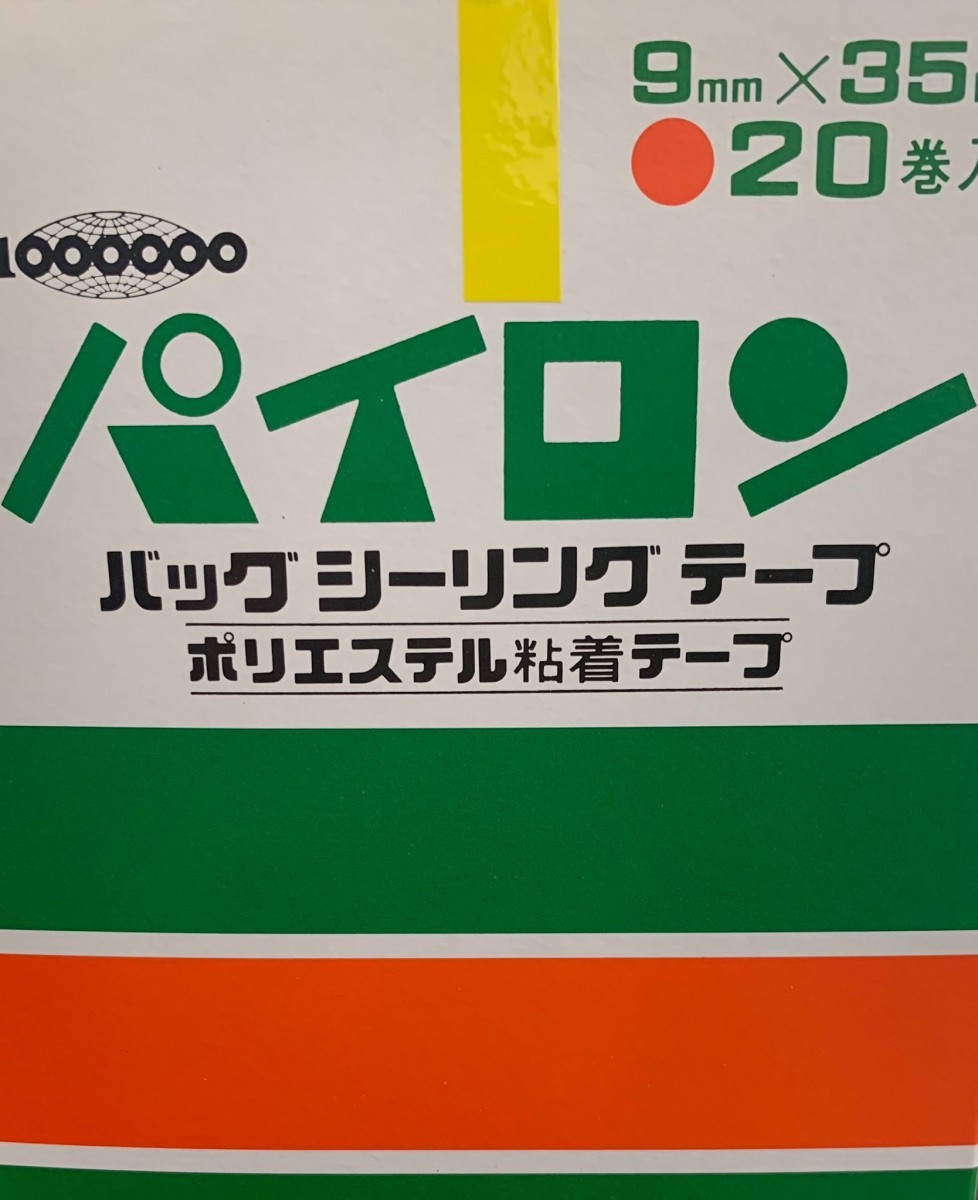 9mm×35
20巻入
1000000
パイロン
バッグシーリングテープ
ポリエステル粘着テープ